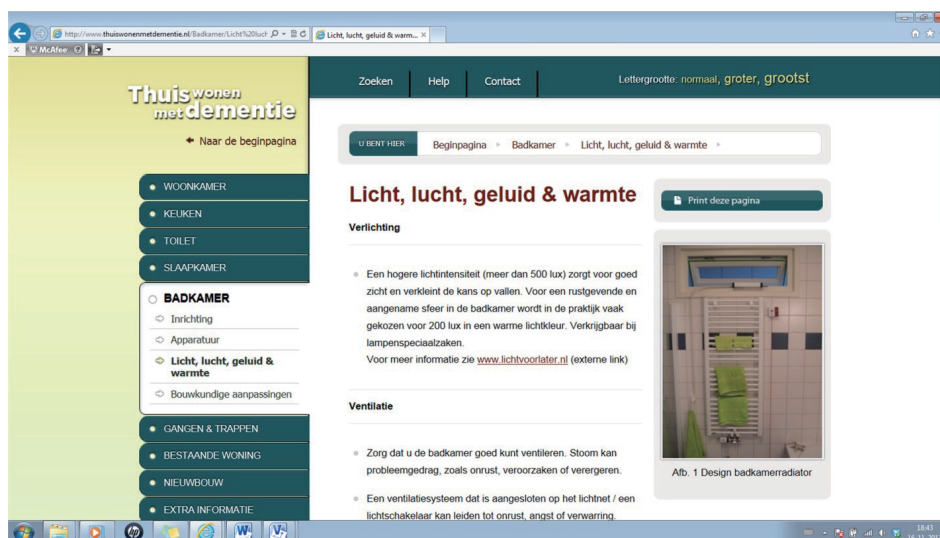 http://www.thuiswonenmetdementie.nl/Badkamer/Licht%20luch
Licht, lucht, geluid & warm...
McAfee
Thuis wonen
met dementie
Naar de beginpagina
Zoeken Help Contact
Lettergrootte: normaal, groter, grootst
U BENT HIER Beginpagina Badkamer Licht, lucht, geluid & warmte
WOONKAMER
KEUKEN
TOILET
SLAAPKAMER
BADKAMER
Inrichting
Apparatuur
Licht, lucht, geluid &
warmte
Bouwkundige aanpassingen
GANGEN & TRAPPEN
BESTAANDE WONING
NIEUWBOUW
EXTRA INFORMATIE
Licht, lucht, geluid & warmte
Verlichting
Een hogere lichtintensiteit (meer dan 500 lux) zorgt voor goed
zicht en verkleint de kans op vallen. Voor een rustgevende en
aangename sfeer in de badkamer wordt in de praktijk vaak
gekozen voor 200 lux in een warme lichtkleur. Verkrijgbaar bij
lampenspeciaalzaken.
Voor meer informatie zie www.lichtvoorlater.nl (externe link)
Ventilatie
Zorg dat u de badkamer goed kunt ventileren. Stoom kan
probleemgedrag, zoals onrust, veroorzaken of verergeren.
Een ventilatiesysteem dat is aangesloten op het lichtnet / een
lichtschakelaar kan leiden tot onrust, angst of verwarring.
Print deze pagina
Afb. 1 Design badkamerradiator
18:43